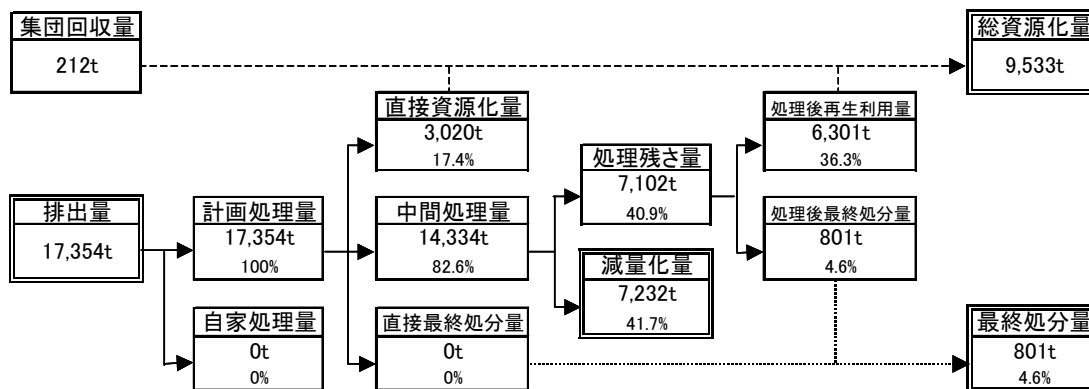 集団回収量
212t
総資源化量
9,533t
直接資源化量
3,020t
17.4%
処理後再生利用量
6,301t
36.3%
処理残さ量
7,102t
40.9%
排出量
17,354t
計画処理量
17,354t
100%
中間処理量
14,334t
82.6%
処理後最終処分量
801t
4.6%
減量化量
7,232t
41.7%
自家処理量
0t
0%
直接最終処分量
0t
0%
最終処分量
801t
4.6%